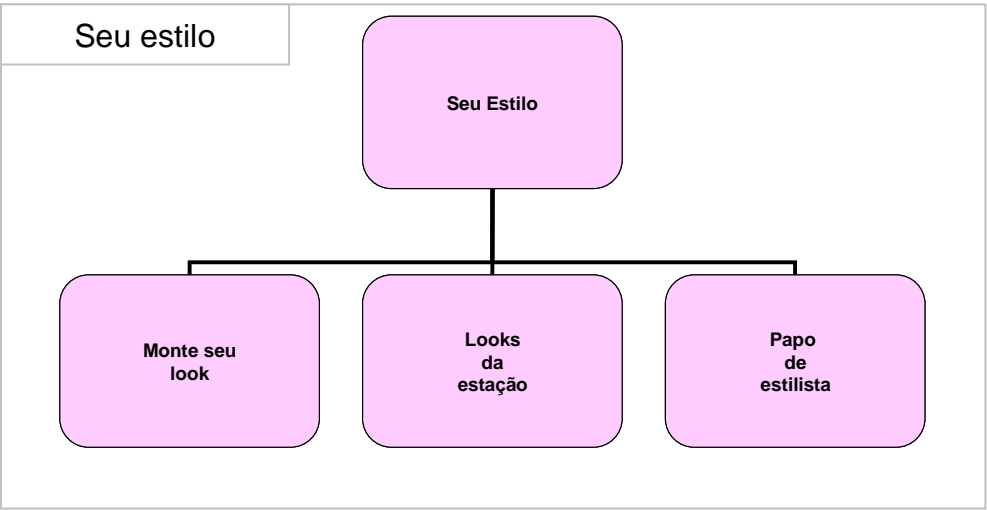 Seu estilo
Seu Estilo
Monte seu
look
Looks
da
estação
Papo
de
estilista